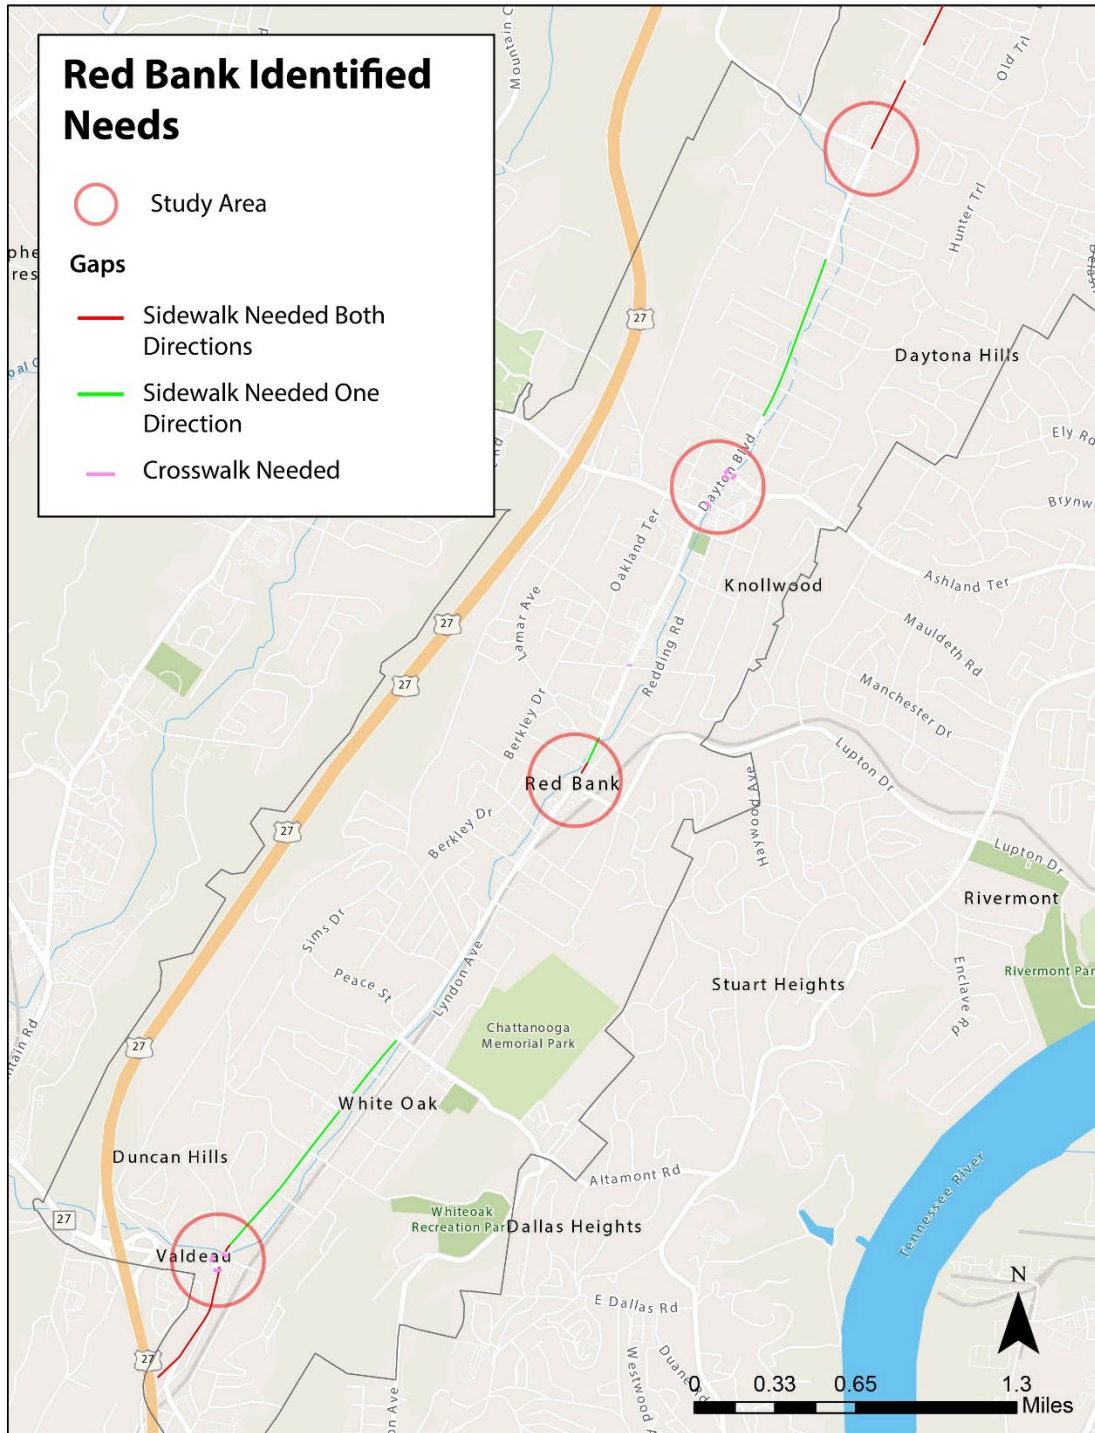 Red Bank Identified
Needs
Study Area
Gaps
Sidewalk Needed Both
Directions
Sidewalk Needed One
Direction
Crosswalk Needed
Old Trl
Hunter Trl
27
Daytona Hills
Ely Rd
Dayton Blvd
Oakland Ter
Knollwood
Ashland Ter
27
Lamar Ave
Mauldeth Rd
Redding Rd
27
Manchester Dr
Berkley Dr
Lupton Dr
Red Bank
Haywood Ave
27
Berkley Dr
Lupton Dr
Rivermont
Sims Dr
Peace St
Lyndon Ave
Stuart Heights
Enclave Rd
Rivermont Par
Chattanooga
Memorial Park
27
White Oak
Duncan Hills
Altamont Rd
Tennessee River
Whiteoak
Recreation Par
Dallas Heights
27
Valdeau
E Dallas Rd
N
27
Duane Rd
0 0.33 0.65 1.3
Miles